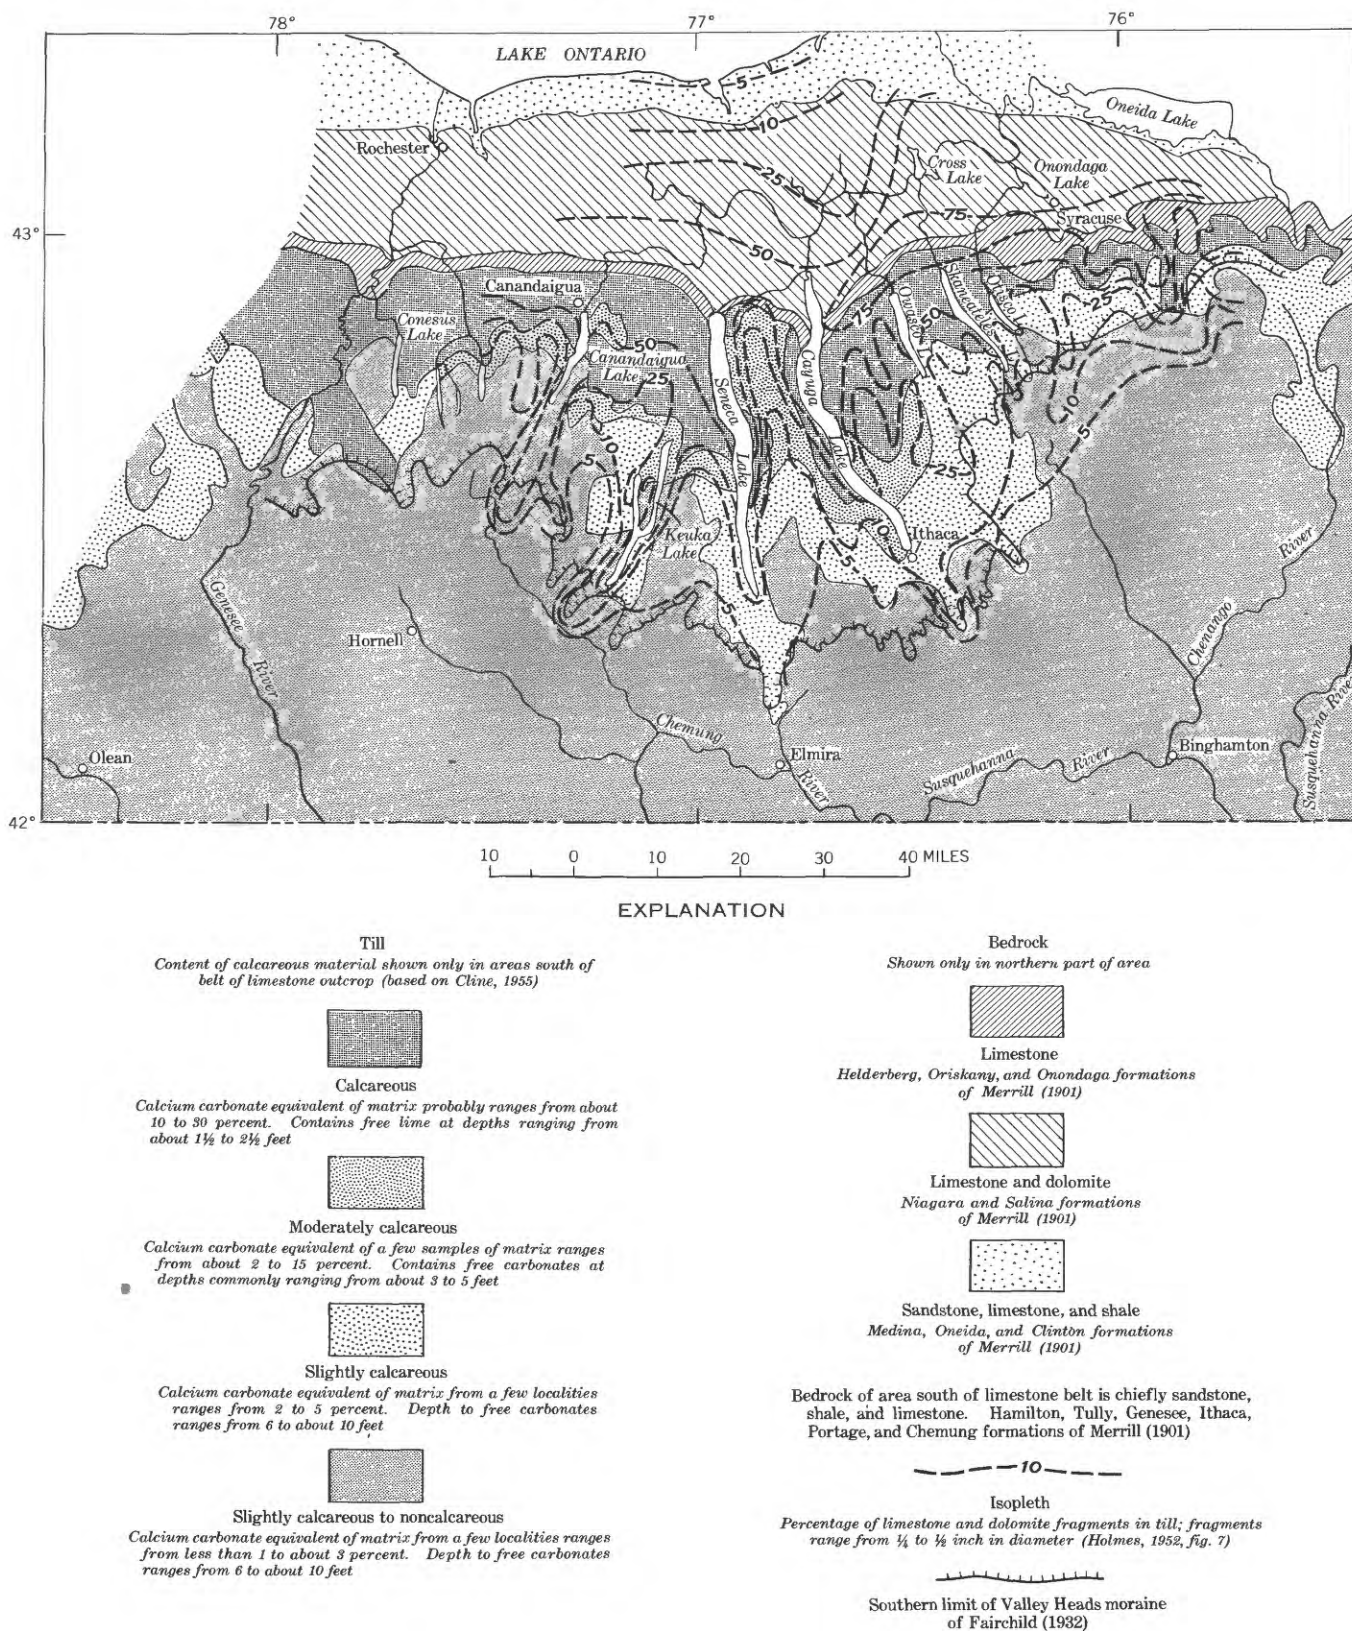 78°
77°
76°
LAKE ONTARIO
5
Oneida Lake
10
Rochester
Cross
Lake
Onondaga
Lake
25
75
Syracuse
43°
50
Canandaigua
Conesus
Lake
Canandaigua
Lake
50
25
Seneca
Lake
Cayuga
Lake
75
Owasco L
50
Skaneateles L
Otisco L
25
10
5
10
5
25
Keuka
Lake
10
Ithaca
5
5
Genesee
River
Hornell
Chenango
River
Chemung
River
Olean
Elmira
Susquehanna
River
Binghamton
Susquehanna River
42°
10 0 10 20 30 40 MILES
EXPLANATION
Till
Content of calcareous material shown only in areas south of
belt of limestone outcrop (based on Cline, 1955)
Calcareous
Calcium carbonate equivalent of matrix probably ranges from about
10 to 30 percent. Contains free lime at depths ranging from
about 1½ to 2½ feet
Moderately calcareous
Calcium carbonate equivalent of a few samples of matrix ranges
from about 2 to 15 percent. Contains free carbonates at
depths commonly ranging from about 3 to 5 feet
Slightly calcareous
Calcium carbonate equivalent of matrix from a few localities
ranges from 2 to 5 percent. Depth to free carbonates
ranges from 6 to about 10 feet
Slightly calcareous to noncalcareous
Calcium carbonate equivalent of matrix from a few localities ranges
from less than 1 to about 3 percent. Depth to free carbonates
ranges from 6 to about 10 feet
Bedrock
Shown only in northern part of area
Limestone
Helderberg, Oriskany, and Onondaga formations
of Merrill (1901)
Limestone and dolomite
Niagara and Salina formations
of Merrill (1901)
Sandstone, limestone, and shale
Medina, Oneida, and Clinton formations
of Merrill (1901)
Bedrock of area south of limestone belt is chiefly sandstone,
shale, and limestone. Hamilton, Tully, Genesee, Ithaca,
Portage, and Chemung formations of Merrill (1901)
10
Isopleth
Percentage of limestone and dolomite fragments in till; fragments
range from ¼ to ½ inch in diameter (Holmes, 1952, fig. 7)
Southern limit of Valley Heads moraine
of Fairchild (1932)